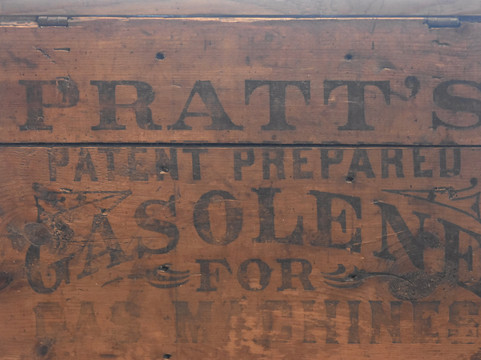 PRATT'S
PATENT PREPARED
GASOLENE
FOR
GAS MACHINES